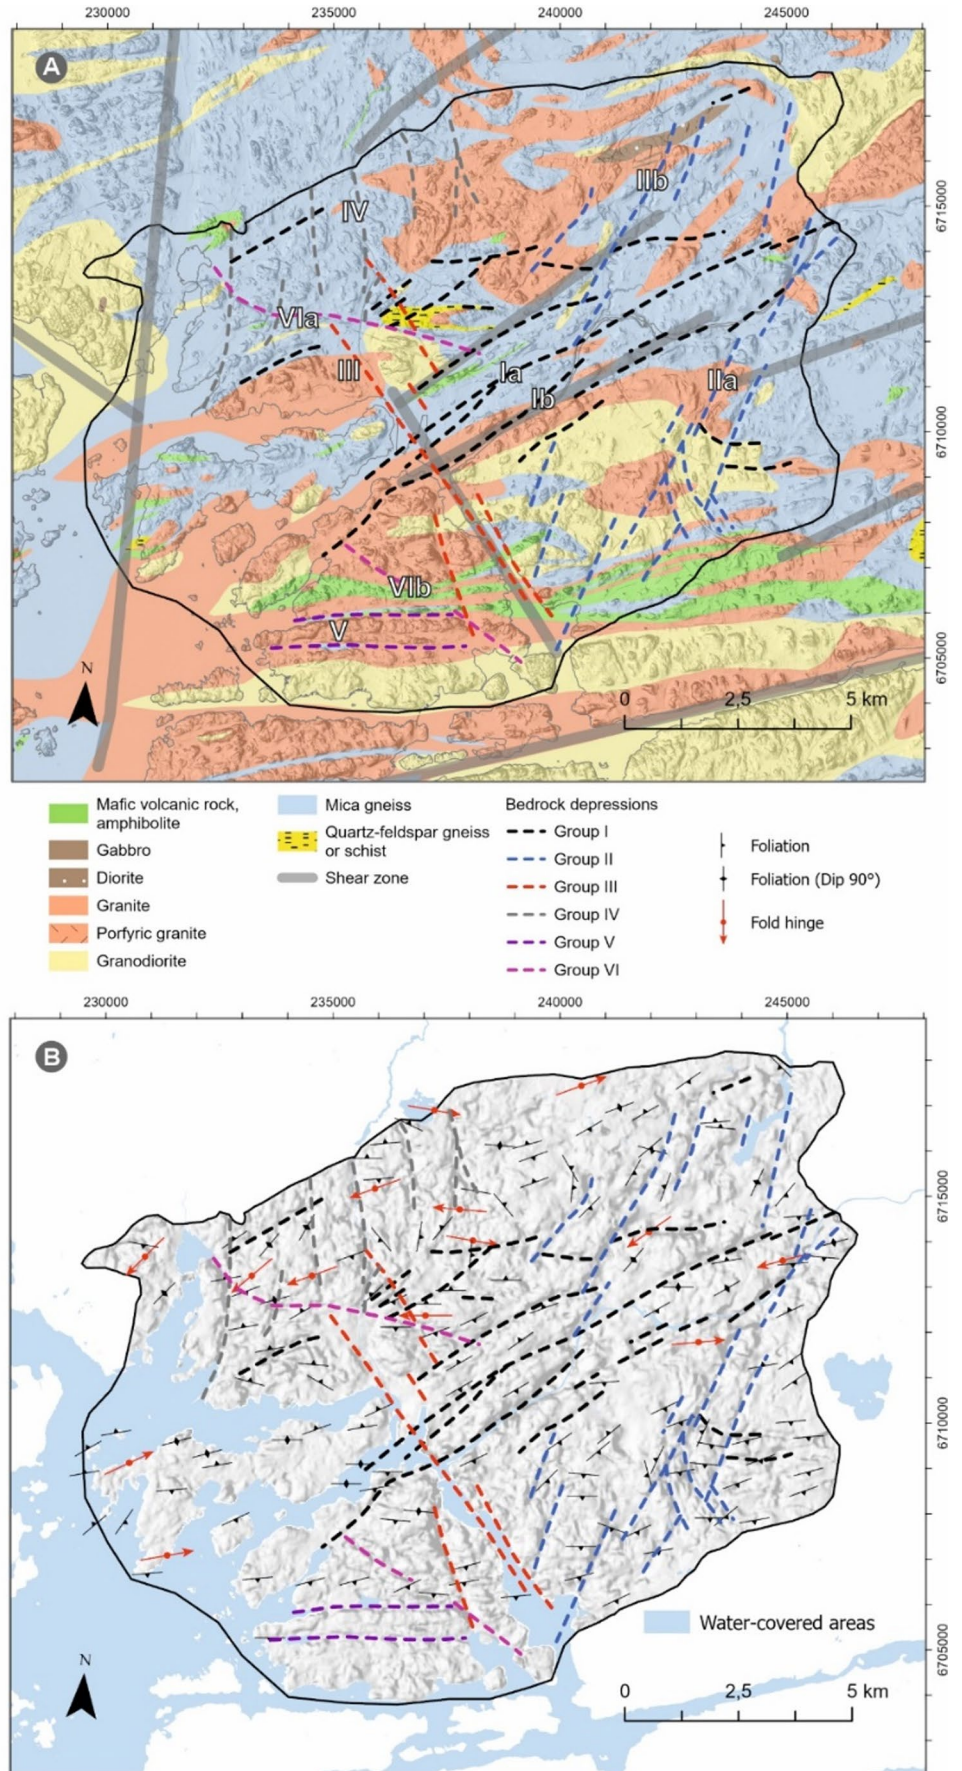 230000 235000 240000 245000
A
IIb
IV
6715000
VIa
III
Ia
Ib
IIa
6710000
VIb
V
6705000
N
0 2,5 5 km
Mafic volcanic rock,
amphibolite
Gabbro
Diorite
Granite
Porfyric granite
Granodiorite
Mica gneiss
Quartz-feldspar gneiss
or schist
Shear zone
Bedrock depressions
Group I
Group II
Group III
Group IV
Group V
Group VI
Foliation
Foliation (Dip 90°)
Fold hinge
230000 235000 240000 245000
B
6715000
6710000
Water-covered areas
6705000
N
0 2,5 5 km